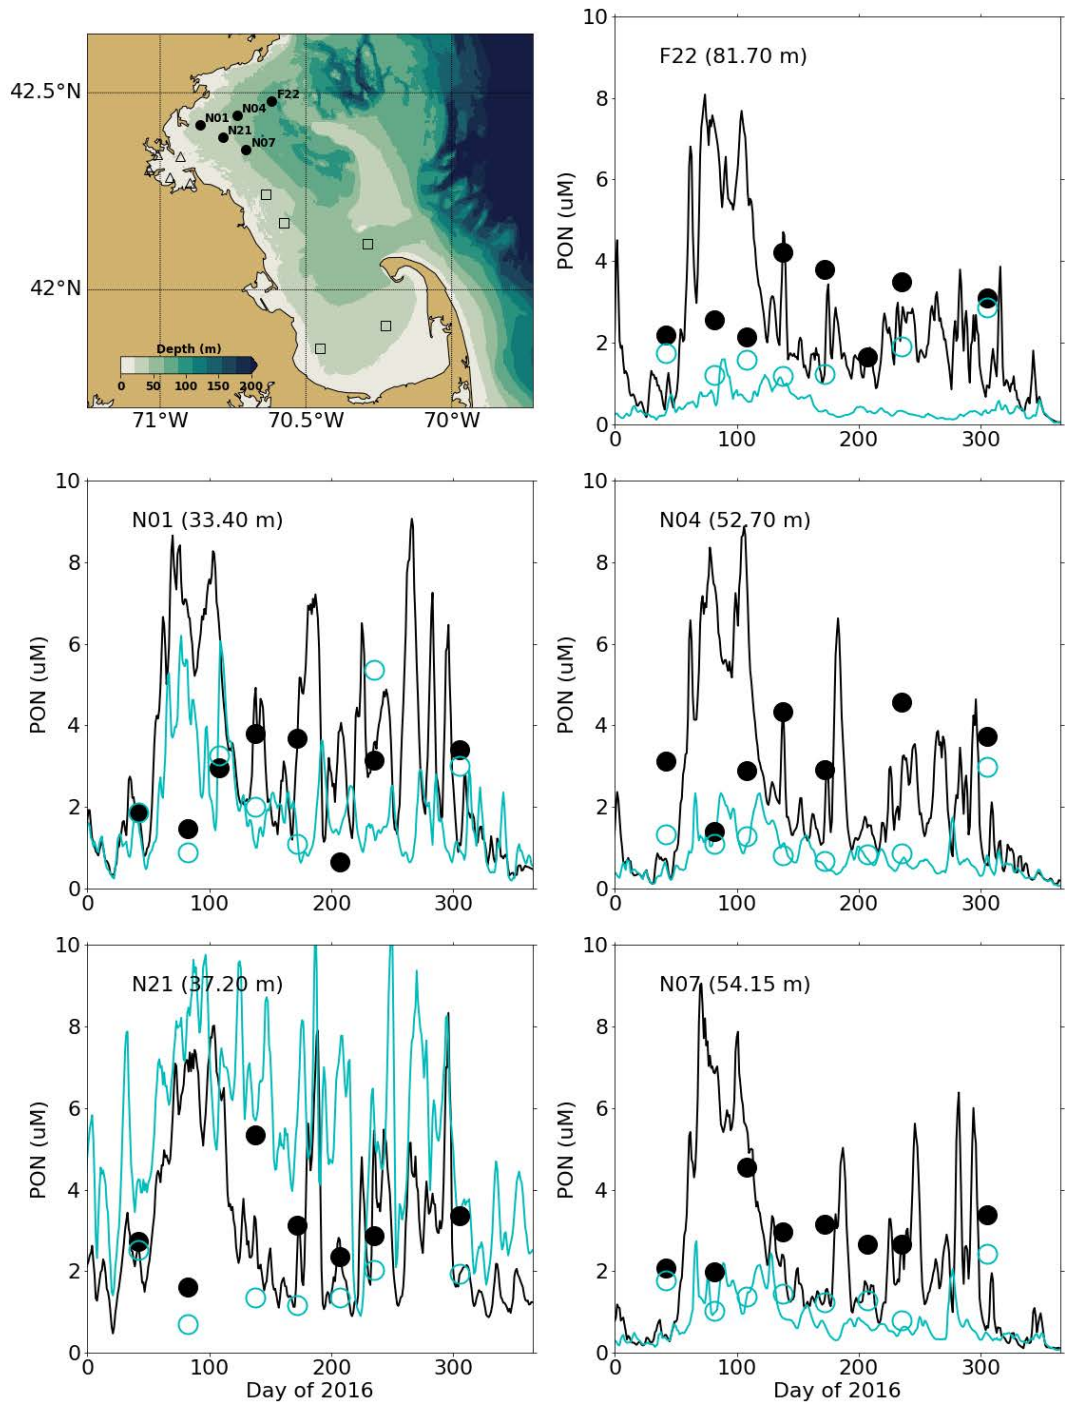 42.5°N
42°N
71°W 70.5°W 70°W
F22
N04
N01
N21
N07
Depth (m)
0 50 100 150 200
F22 (81.70 m)
PON (uM)
10
8
6
4
2
0
0 100 200 300
N01 (33.40 m)
PON (uM)
10
8
6
4
2
0
0 100 200 300
N04 (52.70 m)
PON (uM)
10
8
6
4
2
0
0 100 200 300
N21 (37.20 m)
PON (uM)
10
8
6
4
2
0
0 100 200 300
Day of 2016
N07 (54.15 m)
PON (uM)
10
8
6
4
2
0
0 100 200 300
Day of 2016